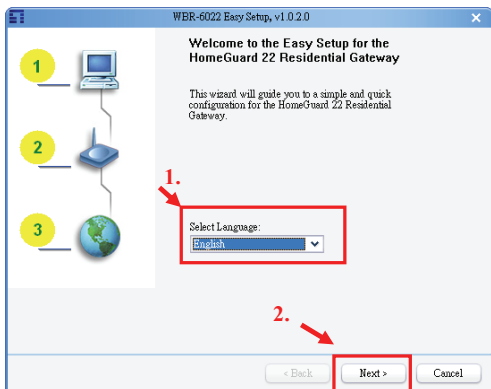 WBR-6022 Easy Setup, v1.0.2.0
Welcome to the Easy Setup for the
HomeGuard 22 Residential Gateway
This wizard will guide you to a simple and quick
configuration for the HomeGuard 22 Residential
Gateway.
1
2
3
1.
Select Language:
English
2.
< Back
Next >
Cancel